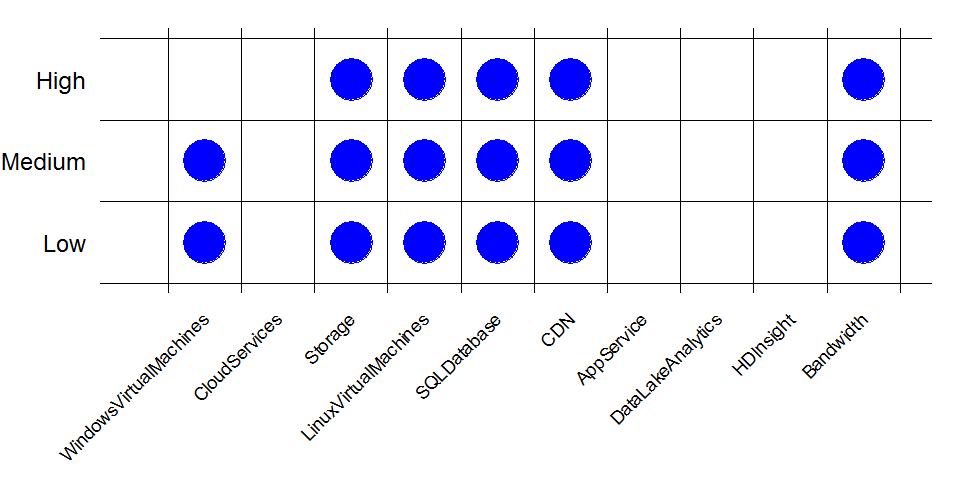 High
Medium
Low
WindowsVirtualMachines
CloudServices
Storage
LinuxVirtualMachines
SQLDatabase
CDN
AppService
DataLakeAnalytics
HDInsight
Bandwidth